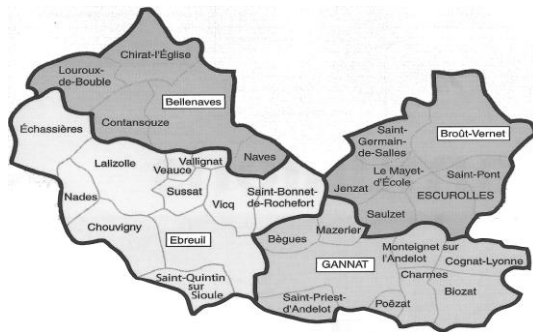 Chirat-l'Église
Louroux-
de-Bouble
Bellenaves
Contansouze
Échassières
Naves
Lalizolle
Vallignat
Veauce
Sussat
Saint-Bonnet-
de-Rochefort
Nades
Vicq
Chouvigny
Ebreuil
Saint-Quintin
sur
Sioule
Saint-
Germain-
de-Salles
Broût-Vernet
Le Mayet-
d'École
Saint-Pont
Jenzat
ESCUROLLES
Saulzet
Mazerier
Bègues
Monteignet sur
l'Andelot
Cognat-Lyonne
GANNAT
Charmes
Biozat
Saint-Priest-
d'Andelot
Poëzat